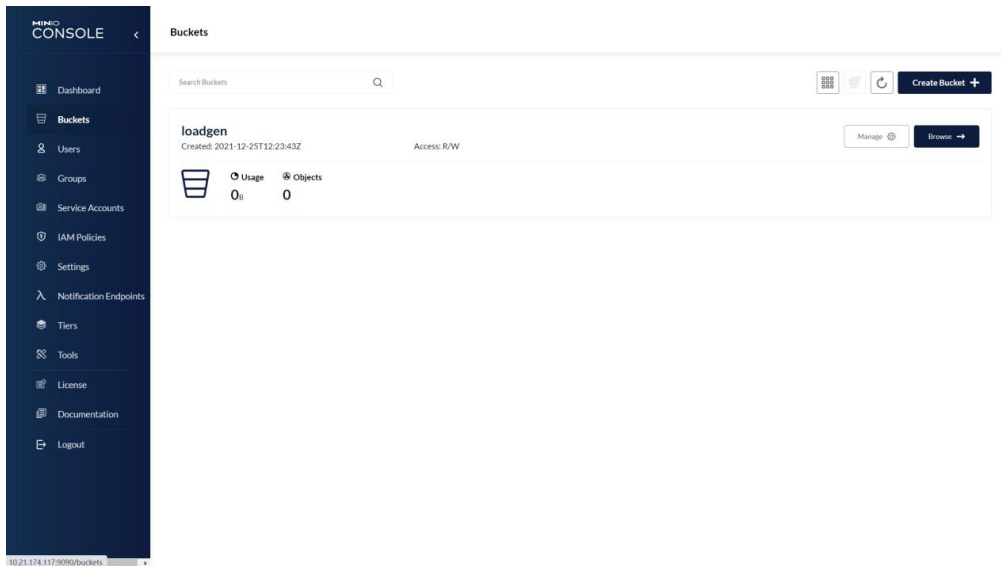 MINIO
CONSOLE
Buckets
Dashboard
Buckets
Users
Groups
Service Accounts
IAM Policies
Settings
Notification Endpoints
Tiers
Tools
License
Documentation
Logout
Search Buckets
Create Bucket +
loadgen
Created: 2021-12-25T12:23:43Z Access: R/W
Manage
Browse →
Usage Objects
0B 0
10.21.174.117:9090/buckets